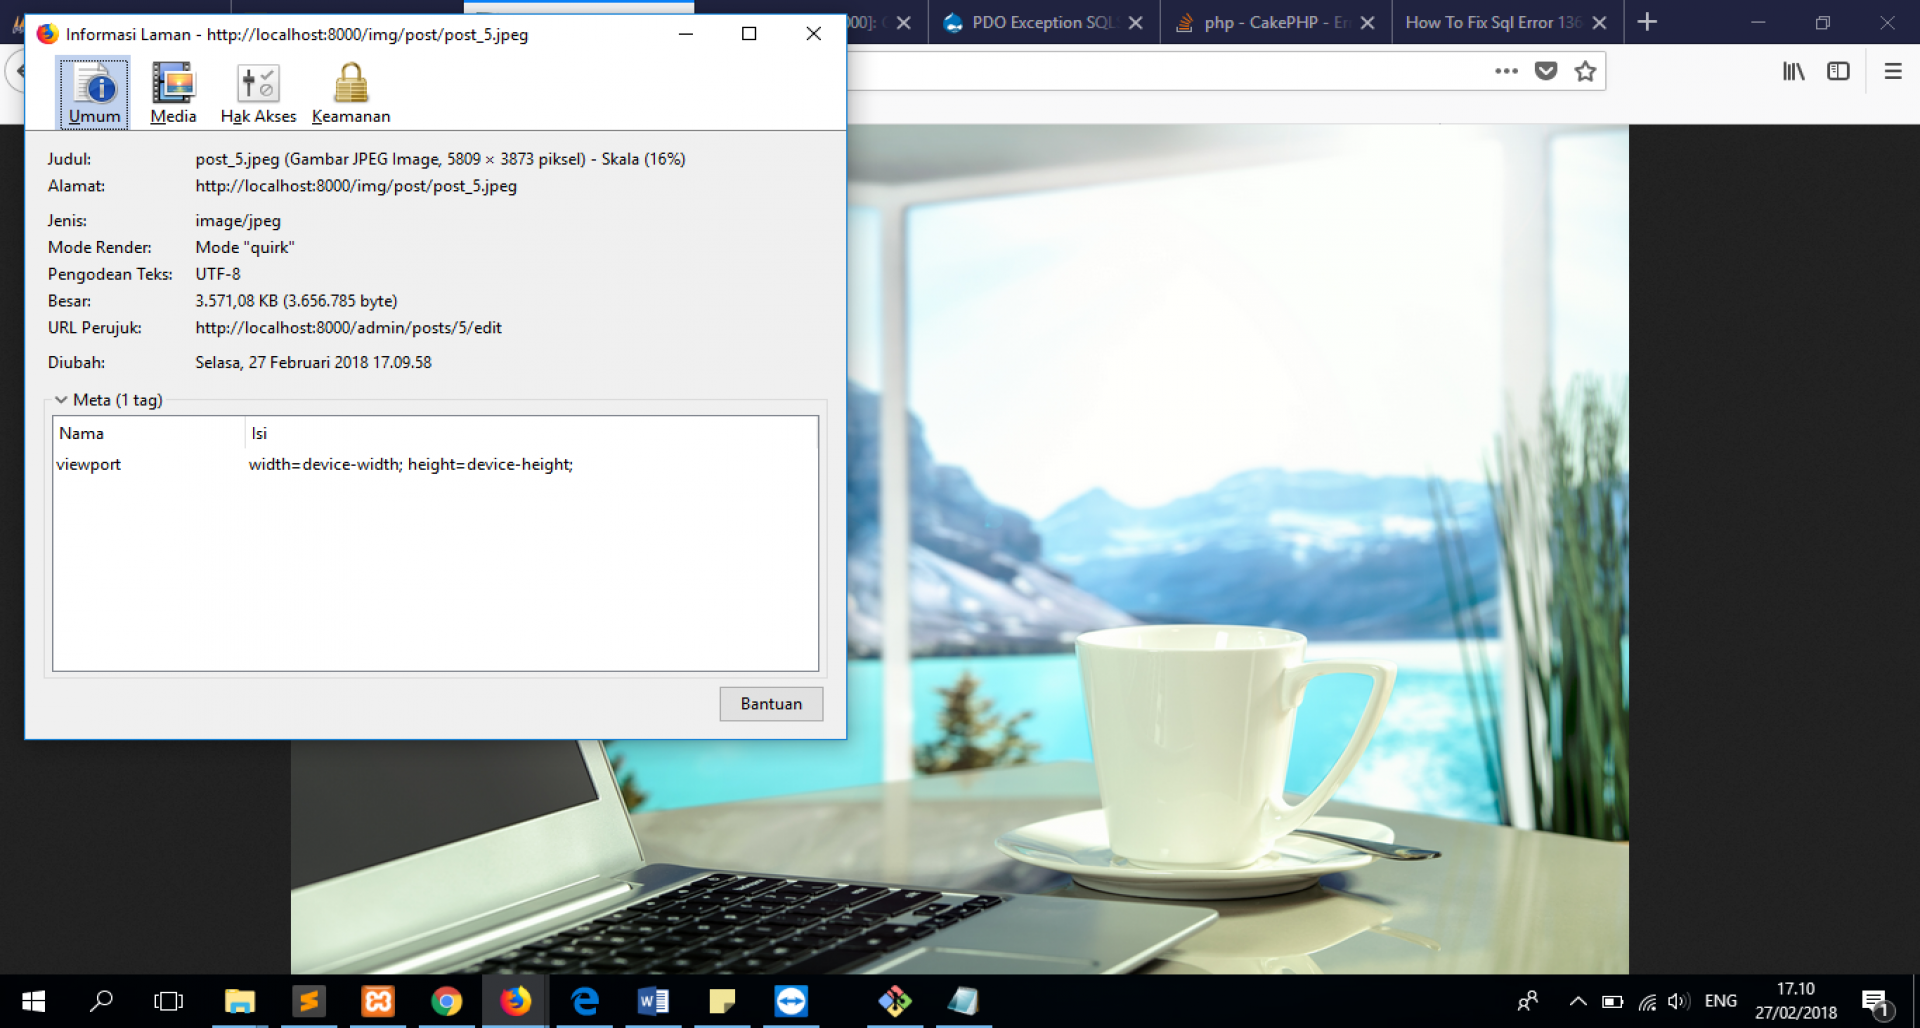 Informasi Laman - http://localhost:8000/img/post/post_5.jpeg
000]:
PDO Exception SQL
php - CakePHP - Er
How To Fix Sql Error 136
Umum
Media
Hak Akses
Keamanan
Judul: post_5.jpeg (Gambar JPEG Image, 5809 × 3873 piksel) - Skala (16%)
Alamat: http://localhost:8000/img/post/post_5.jpeg
Jenis: image/jpeg
Mode Render: Mode "quirk"
Pengodean Teks: UTF-8
Besar: 3.571,08 KB (3.656.785 byte)
URL Perujuk: http://localhost:8000/admin/posts/5/edit
Diubah: Selasa, 27 Februari 2018 17.09.58
Meta (1 tag)
Nama Isi
viewport width=device-width; height=device-height;
Bantuan
ENG
17.10
27/02/2018
1